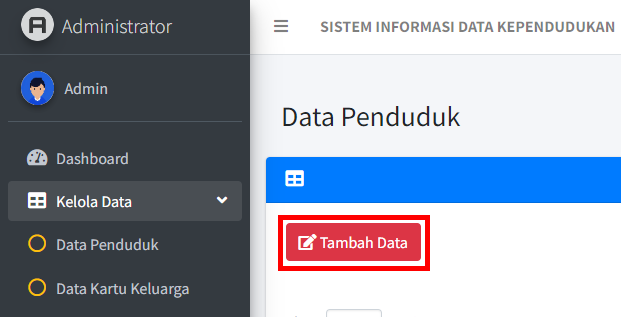 Administrator
SISTEM INFORMASI DATA KEPENDUDUKAN
Admin
Dashboard
Kelola Data
Data Penduduk
Data Kartu Keluarga
Data Penduduk
Tambah Data